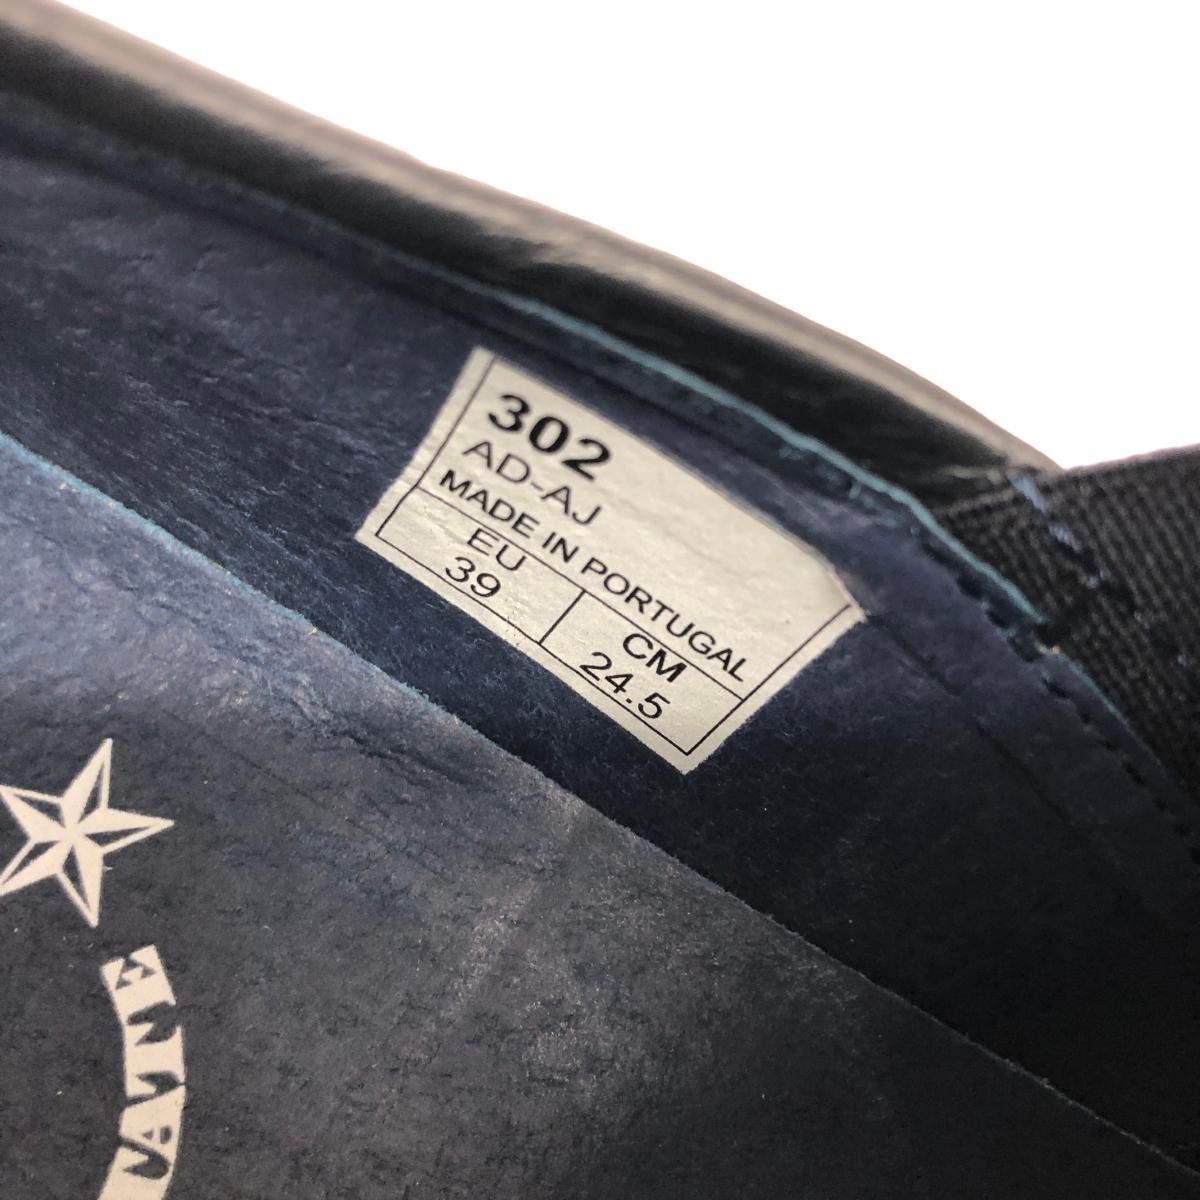 302
AD-AJ
MADE IN PORTUGAL
EU
39
CM
24.5